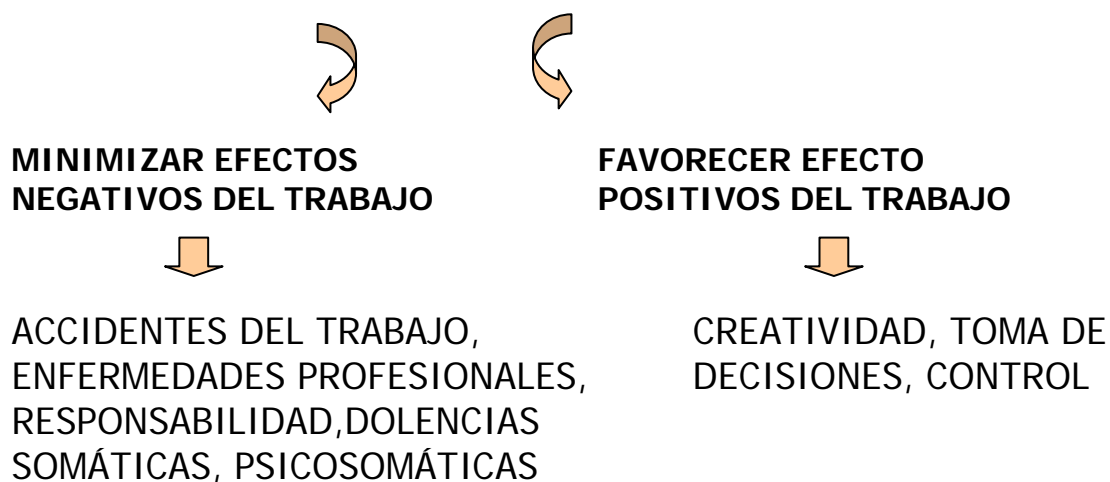 MINIMIZAR EFECTOS
NEGATIVOS DEL TRABAJO
FAVORECER EFECTO
POSITIVOS DEL TRABAJO
ACCIDENTES DEL TRABAJO,
ENFERMEDADES PROFESIONALES,
RESPONSABILIDAD,DOLENCIAS
SOMÁTICAS, PSICOSOMÁTICAS
CREATIVIDAD, TOMA DE
DECISIONES, CONTROL